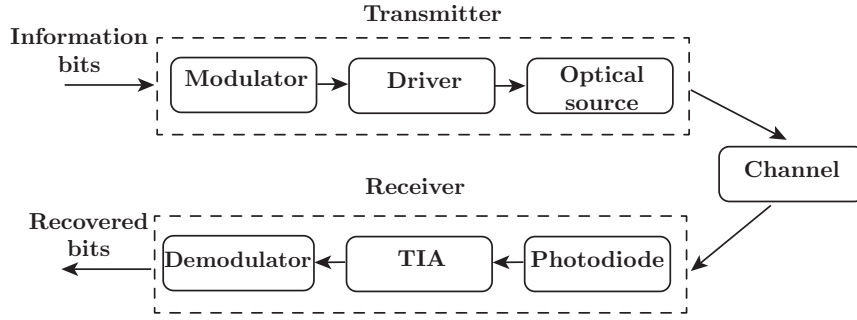 Transmitter
Information
bits
Modulator
Driver
Optical
source
Channel
Receiver
Recovered
bits
Demodulator
TIA
Photodiode